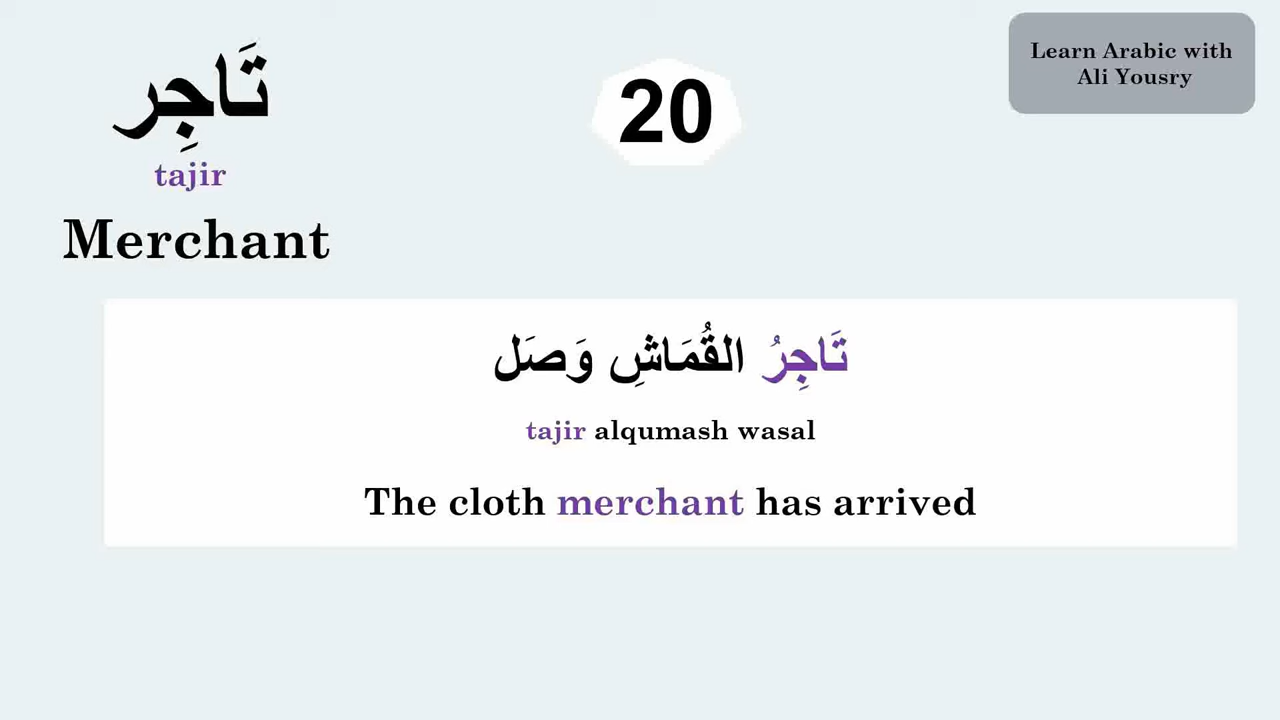 تَاجِر
tajir
Merchant
20
Learn Arabic with
Ali Yousry
تَاجِرُ القُمَاشِ وَصَل
tajir alqumash wasal
The cloth merchant has arrived